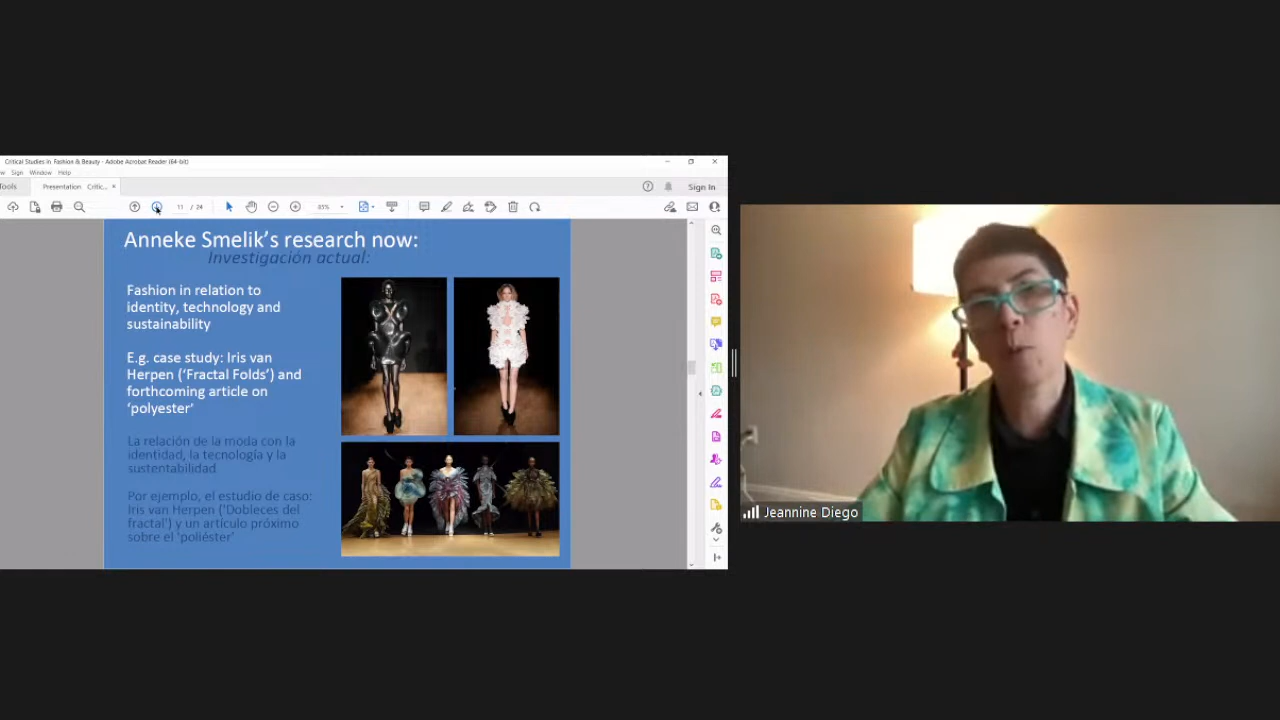 Critical Studies in Fashion & Beauty - Adobe Acrobat Reader (64-bit)
w Sign Window Help
Tools
Presentation Critic... ×
Sign In
11 / 24
85%
Anneke Smelik's research now:
Investigación actual:
Fashion in relation to
identity, technology and
sustainability
E.g. case study: Iris van
Herpen ('Fractal Folds') and
forthcoming article on
'polyester'
La relación de la moda con la
identidad, la tecnología y la
sustentabilidad
Por ejemplo, el estudio de caso:
Iris van Herpen ('Dobleces del
fractal') y un artículo próximo
sobre el 'poliéster'
Jeannine Diego